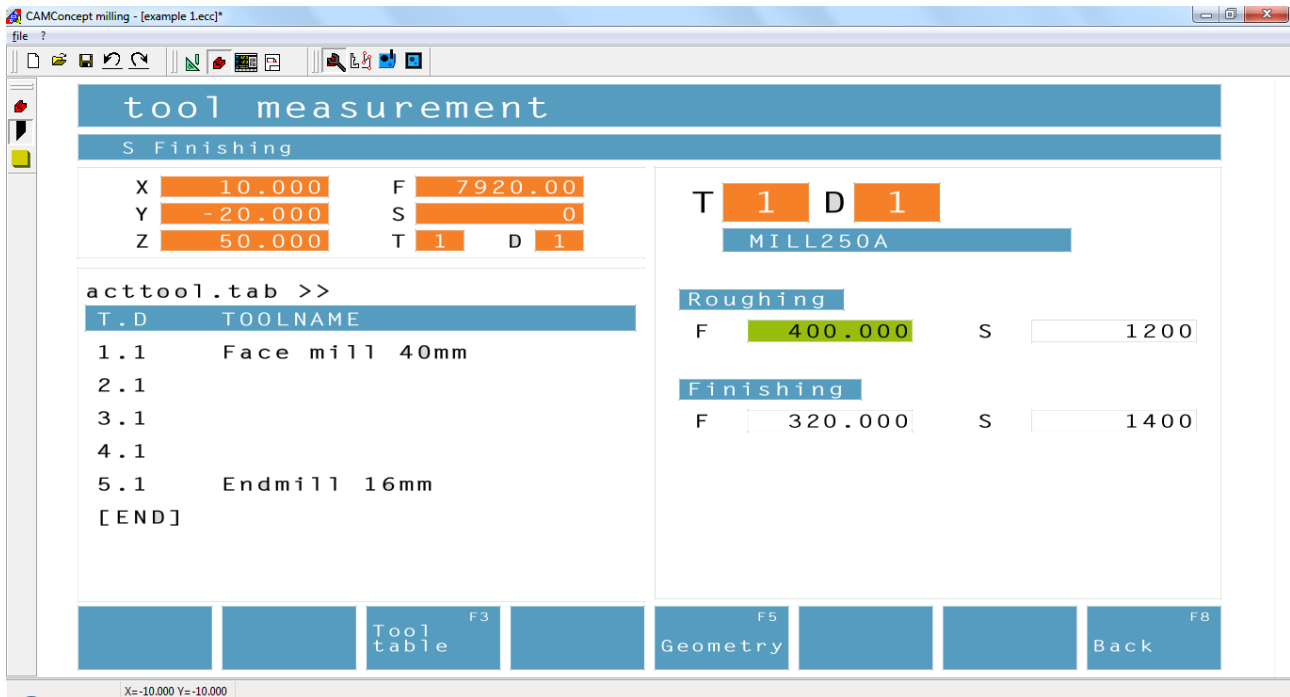 CAMConcept milling - [example 1.ecc]*
file ?
tool measurement
S Finishing
X 10.000 F 7920.00
Y -20.000 S 0
Z 50.000 T 1 D 1
acttool.tab >>
T.D TOOLNAME
1.1 Face mill 40mm
2.1
3.1
4.1
5.1 Endmill 16mm
[END]
T 1 D 1
MILL250A
Roughing
F 400.000 S 1200
Finishing
F 320.000 S 1400
F3
Tool
table
F5
Geometry
F8
Back
X=-10.000 Y=-10.000